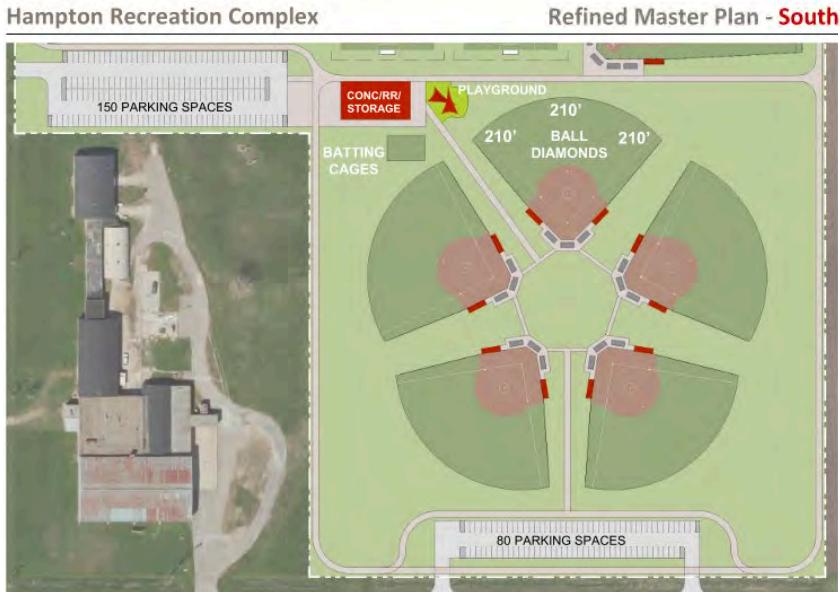 Hampton Recreation Complex
Refined Master Plan - South
150 PARKING SPACES
CONC/RR/
STORAGE
PLAYGROUND
BATTING
CAGES
210'
210'
210'
BALL
DIAMONDS
80 PARKING SPACES